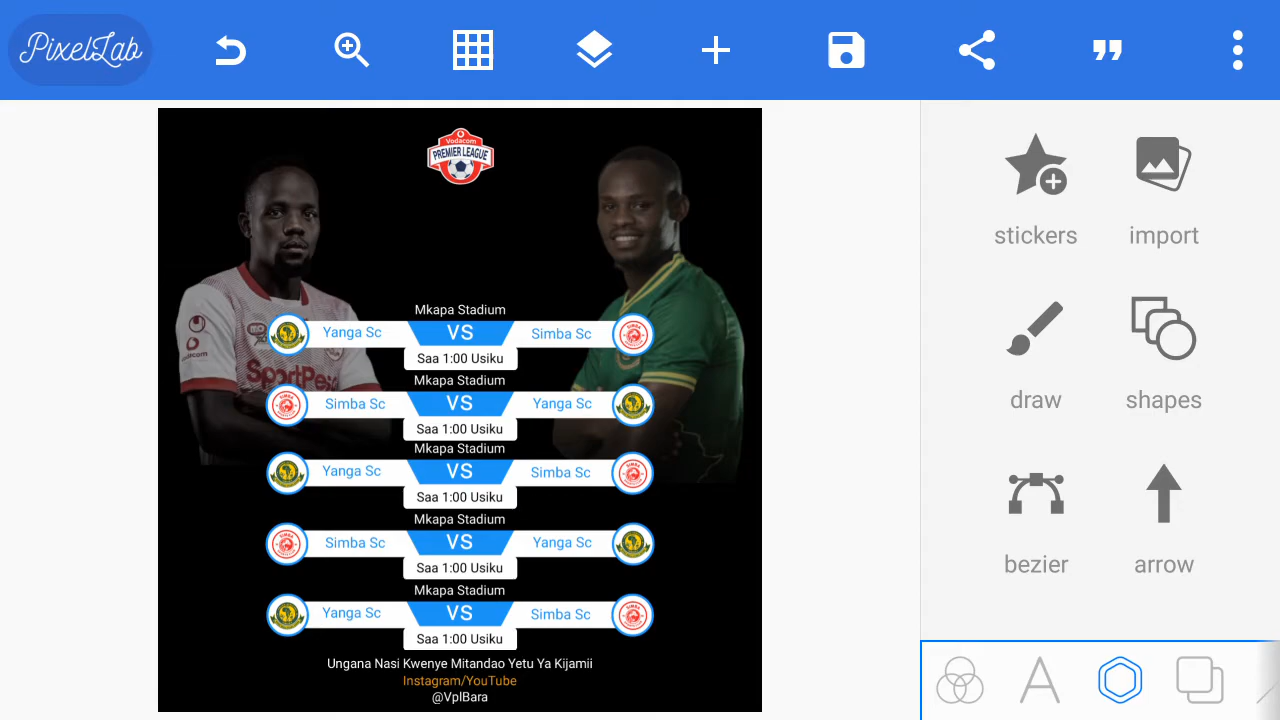 PixelLab
Vodacom
PREMIER LEAGUE
SportPesa
Mkapa Stadium
Yanga Sc VS Simba Sc
Saa 1:00 Usiku
Mkapa Stadium
Simba Sc VS Yanga Sc
Saa 1:00 Usiku
Mkapa Stadium
Yanga Sc VS Simba Sc
Saa 1:00 Usiku
Mkapa Stadium
Simba Sc VS Yanga Sc
Saa 1:00 Usiku
Mkapa Stadium
Yanga Sc VS Simba Sc
Saa 1:00 Usiku
Ungana Nasi Kwenye Mitandao Yetu Ya Kijamii
Instagram/YouTube
@VplBara
stickers import
draw shapes
bezier arrow